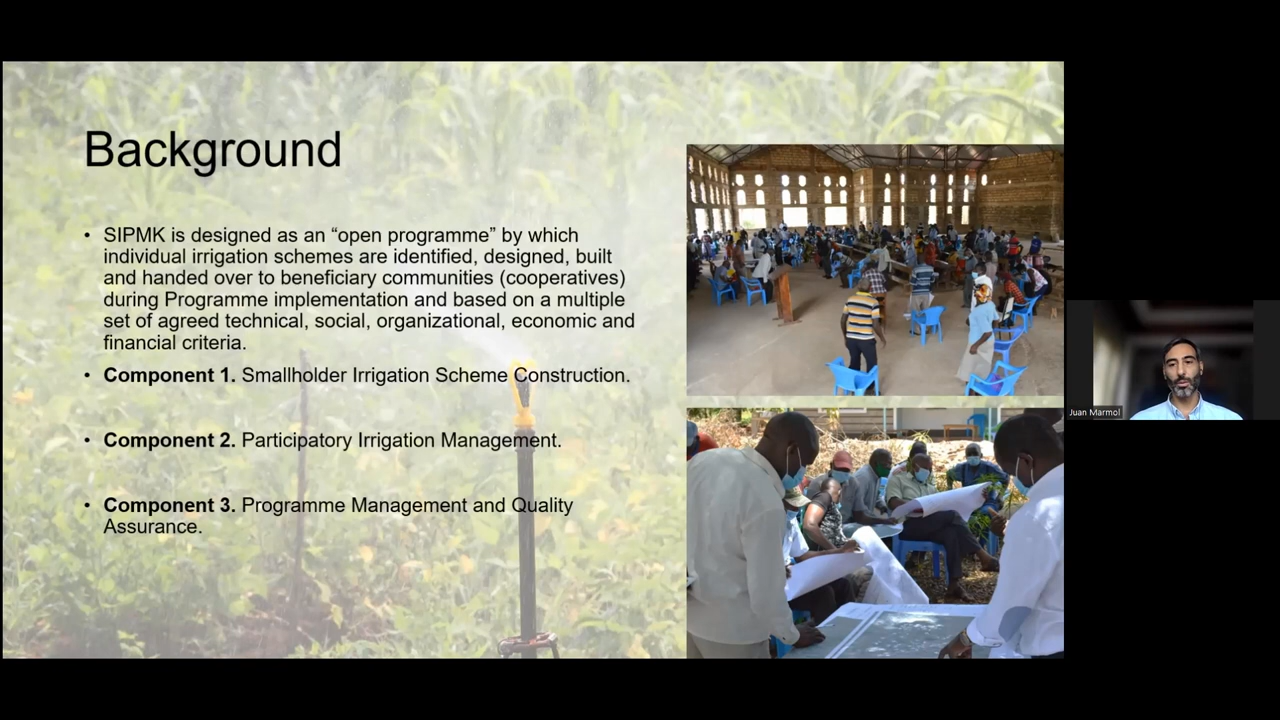 Background
• SIPMK is designed as an “open programme” by which
individual irrigation schemes are identified, designed, built
and handed over to beneficiary communities (cooperatives)
during Programme implementation and based on a multiple
set of agreed technical, social, organizational, economic and
financial criteria.
• Component 1. Smallholder Irrigation Scheme Construction.
• Component 2. Participatory Irrigation Management.
• Component 3. Programme Management and Quality
Assurance.
Juan Marmol